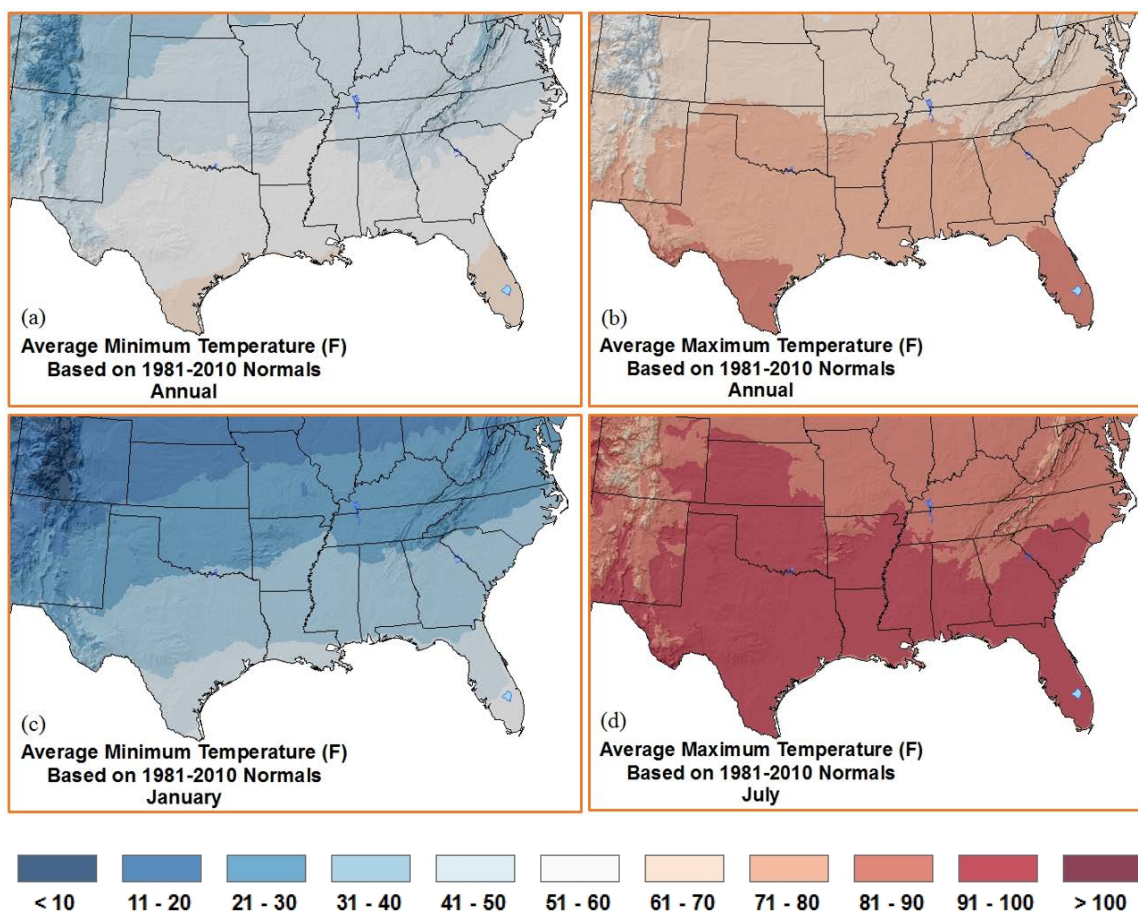 (a)
Average Minimum Temperature (F)
Based on 1981-2010 Normals
Annual
(b)
Average Maximum Temperature (F)
Based on 1981-2010 Normals
Annual
(c)
Average Minimum Temperature (F)
Based on 1981-2010 Normals
January
(d)
Average Maximum Temperature (F)
Based on 1981-2010 Normals
July
< 10 11 - 20 21 - 30 31 - 40 41 - 50 51 - 60 61 - 70 71 - 80 81 - 90 91 - 100 > 100